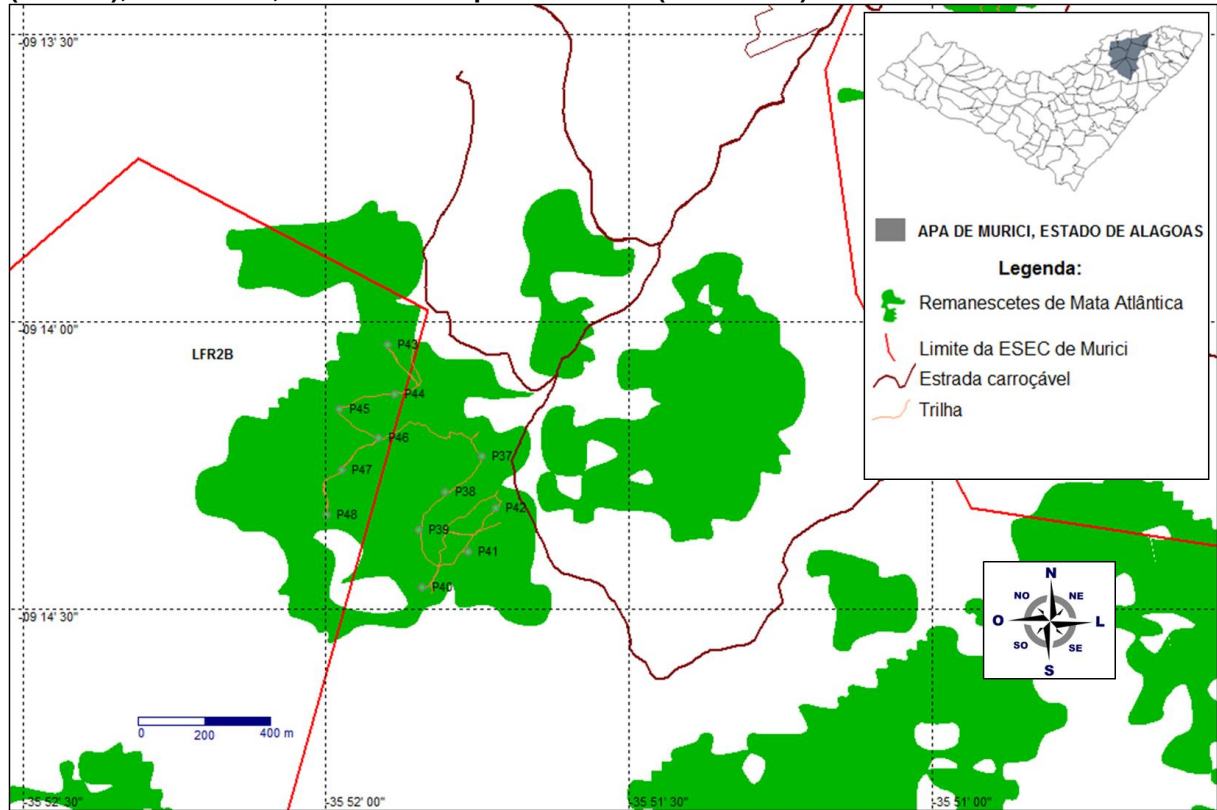 -09 13' 30"
APA DE MURICI, ESTADO DE ALAGOAS
Legenda:
Remanescetes de Mata Atlântica
Limite da ESEC de Murici
Estrada carroçável
Trilha
-09 14' 00"
LFR2B
P43
P44
P45
P46
P37
P47
P38
P42
P48
P39
P41
P40
-09 14' 30"
N
NO
NE
O
L
SO
SE
S
0
200
400 m
-35 52' 30"
-35 52' 00"
-35 51' 30"
-35 51' 00"